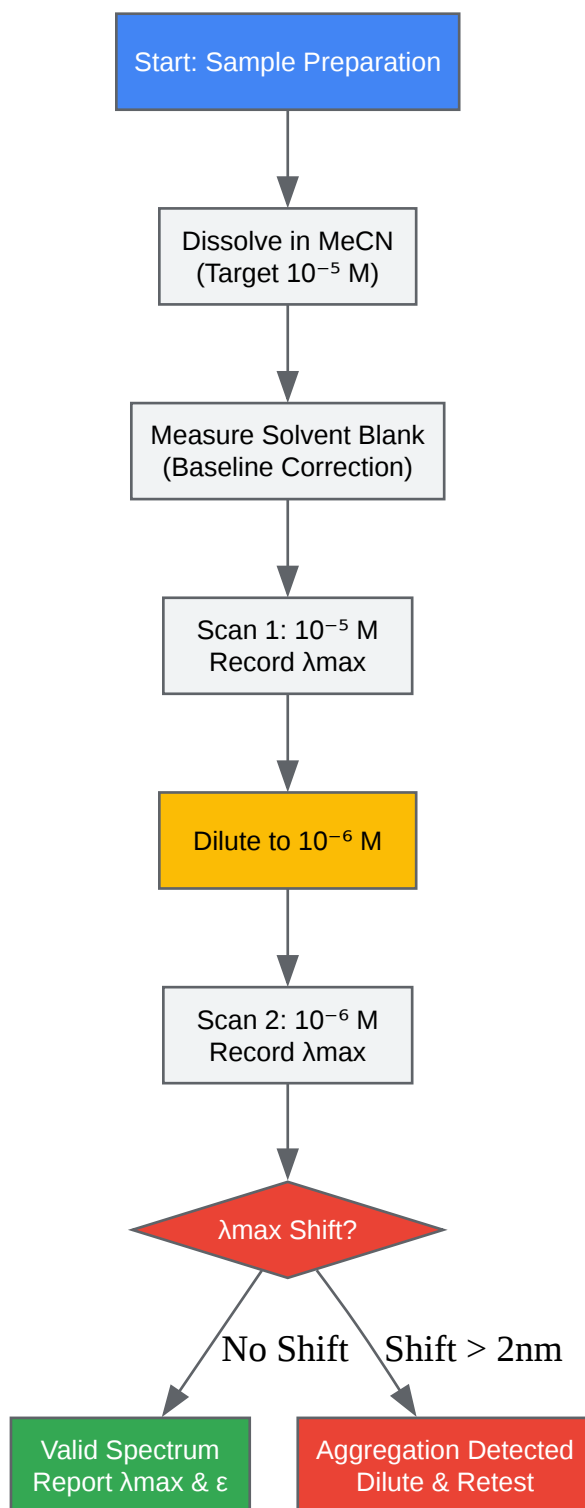 Start: Sample Preparation
Dissolve in MeCN
(Target 10⁻⁵ M)
Measure Solvent Blank
(Baseline Correction)
Scan 1: 10⁻⁵ M
Record λmax
Dilute to 10⁻⁶ M
Scan 2: 10⁻⁶ M
Record λmax
λmax Shift?
No Shift
Shift > 2nm
Valid Spectrum
Report λmax & ε
Aggregation Detected
Dilute & Retest